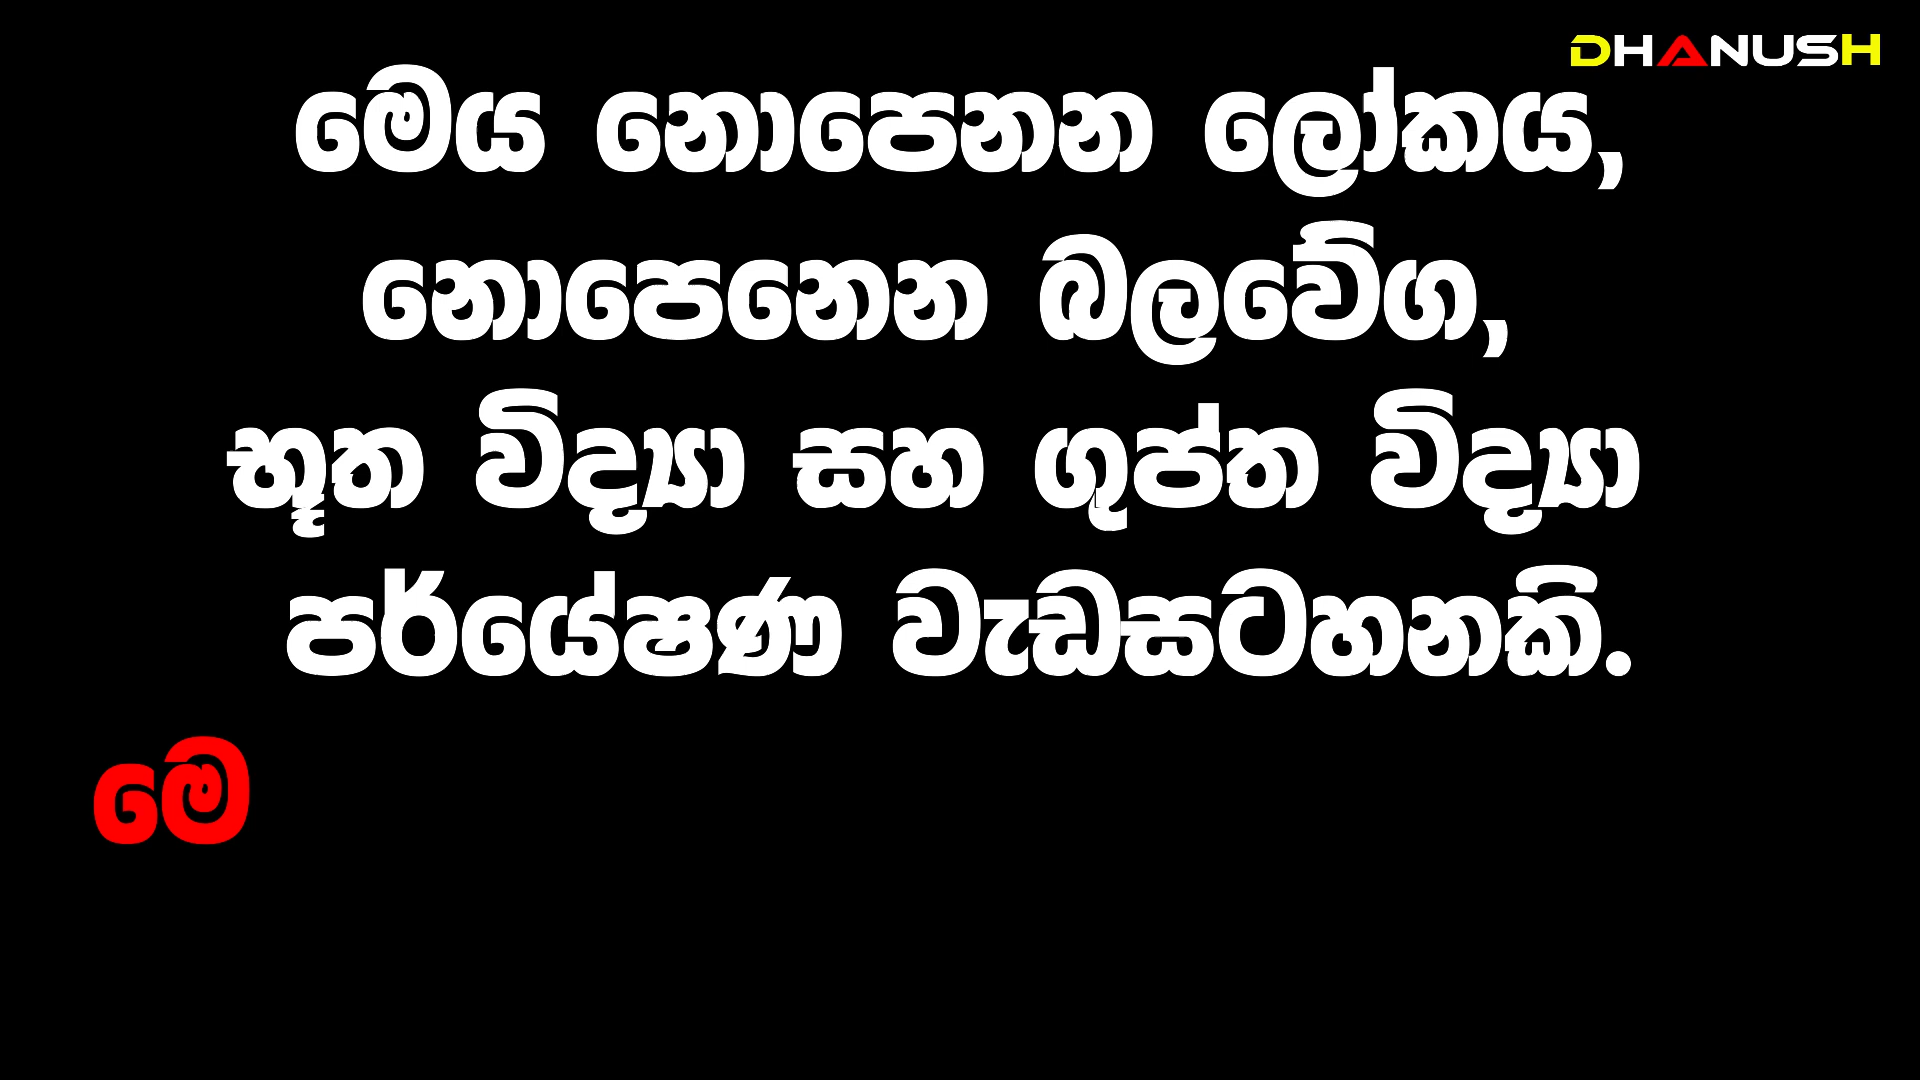 DHANUSH
මෙය නොපෙනන ලෝකය,
නොපෙනෙන බලවේග,
භූත විද්‍යා සහ ගුප්ත විද්‍යා
පර්යේෂණ වැඩසටහනකි.
මෙ